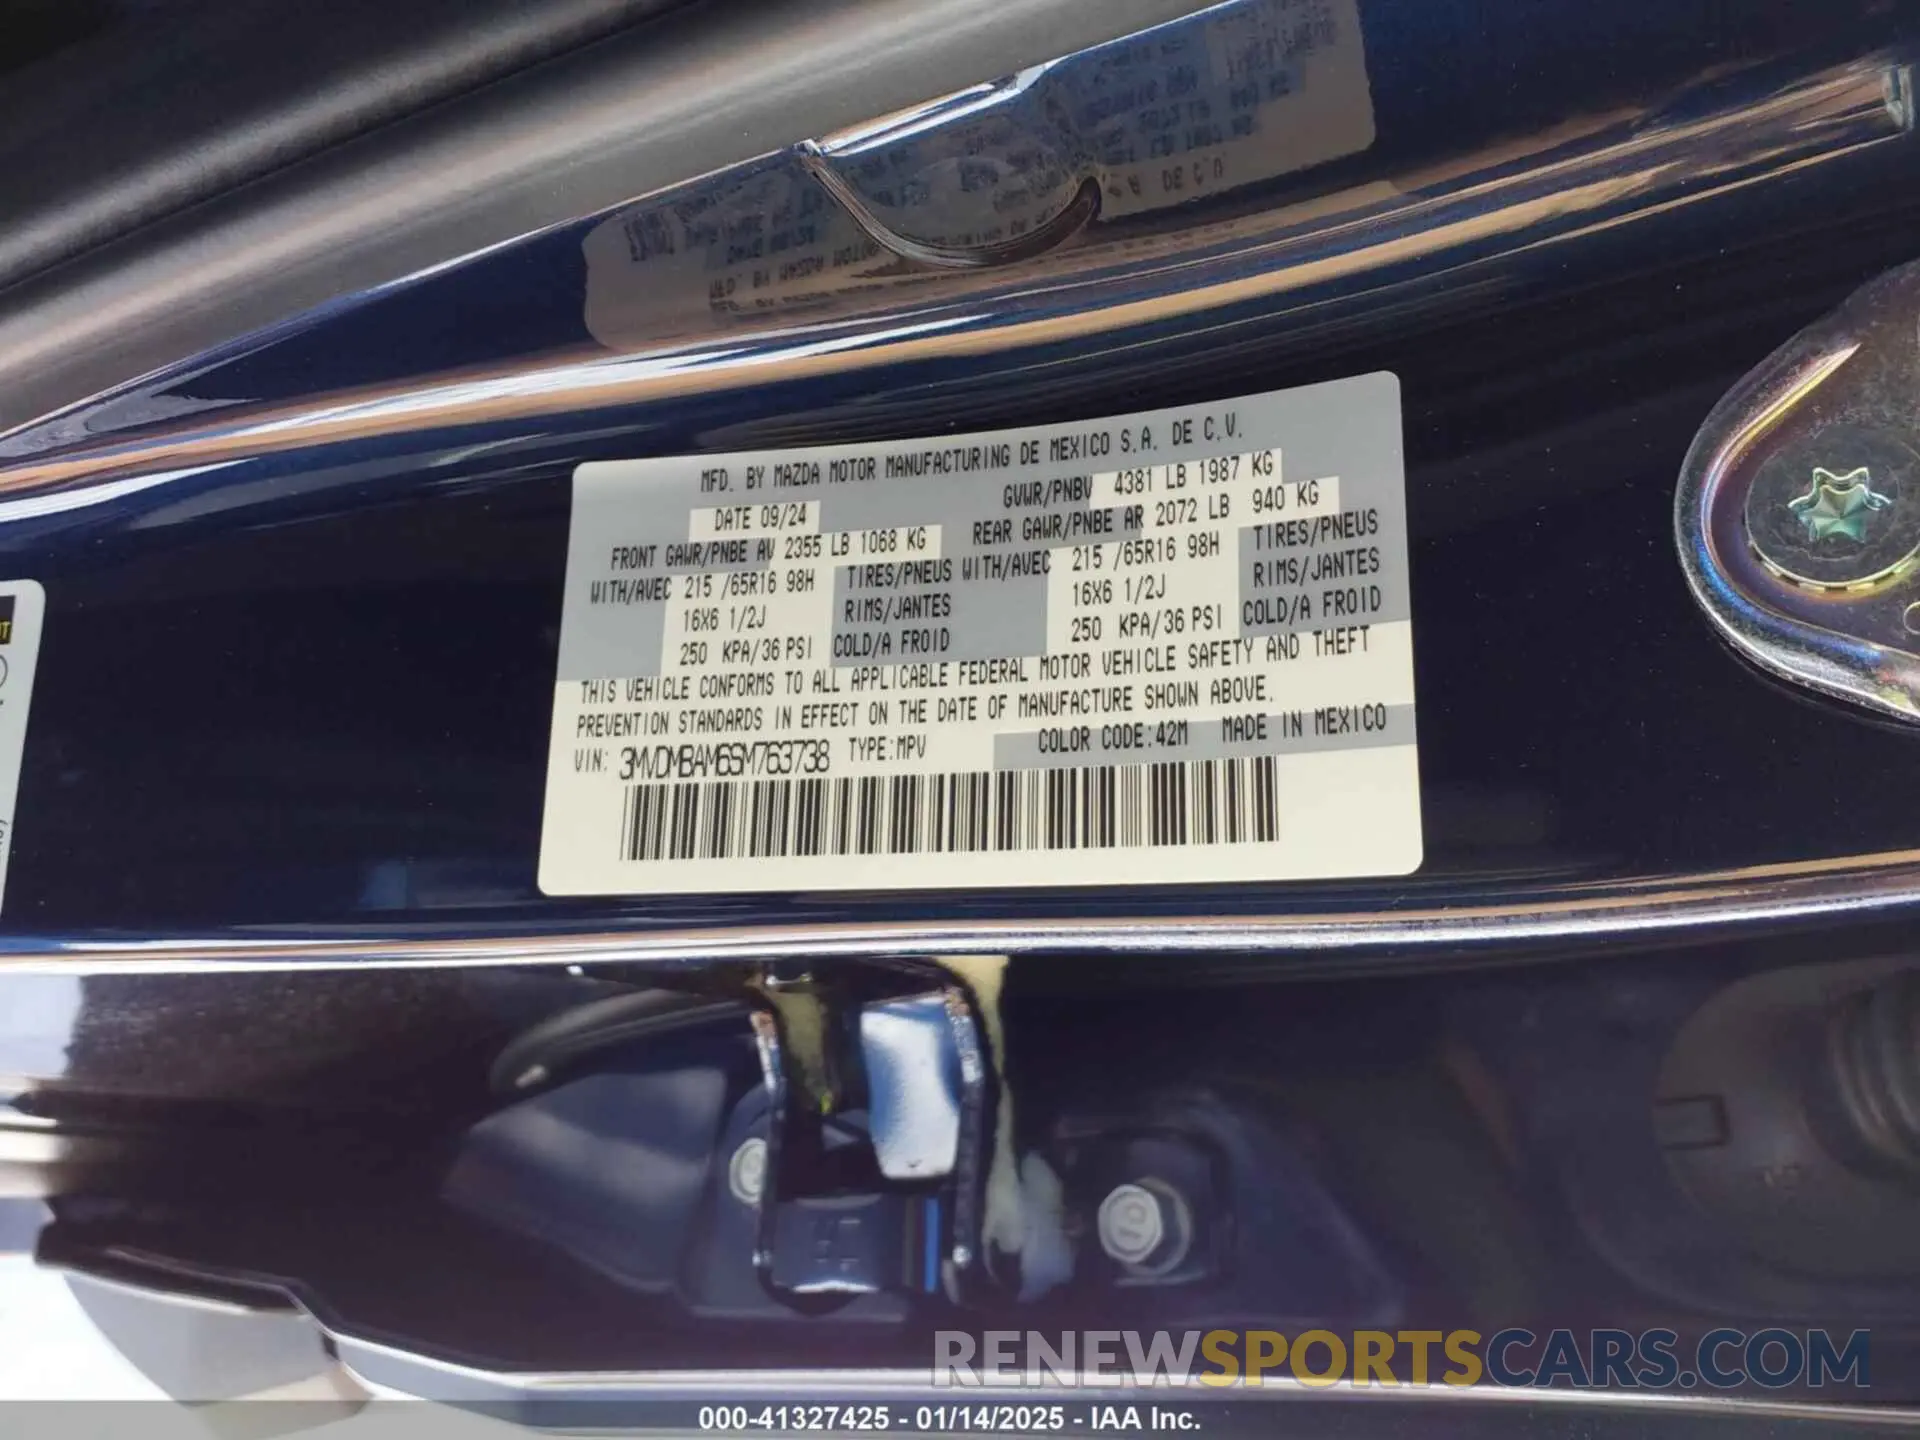 MFD. BY MAZDA MOTOR MANUFACTURING DE MEXICO S.A. DE C.V.
DATE 09/24 GVWR/PNBV 4381 LB 1987 KG
FRONT GAWR/PNBE AV 2355 LB 1068 KG REAR GAWR/PNBE AR 2072 LB 940 KG
WITH/AVEC 215 /65R16 98H TIRES/PNEUS WITH/AVEC 215 /65R16 98H TIRES/PNEUS
16X6 1/2J RIMS/JANTES 16X6 1/2J RIMS/JANTES
250 KPA/36 PSI COLD/A FROID 250 KPA/36 PSI COLD/A FROID
THIS VEHICLE CONFORMS TO ALL APPLICABLE FEDERAL MOTOR VEHICLE SAFETY AND THEFT
PREVENTION STANDARDS IN EFFECT ON THE DATE OF MANUFACTURE SHOWN ABOVE.
VIN: 3MVDMBAM6SM763738 TYPE:MPV COLOR CODE:42M MADE IN MEXICO
RENEWSPORTSCARS.COM
000-41327425 - 01/14/2025 - IAA Inc.